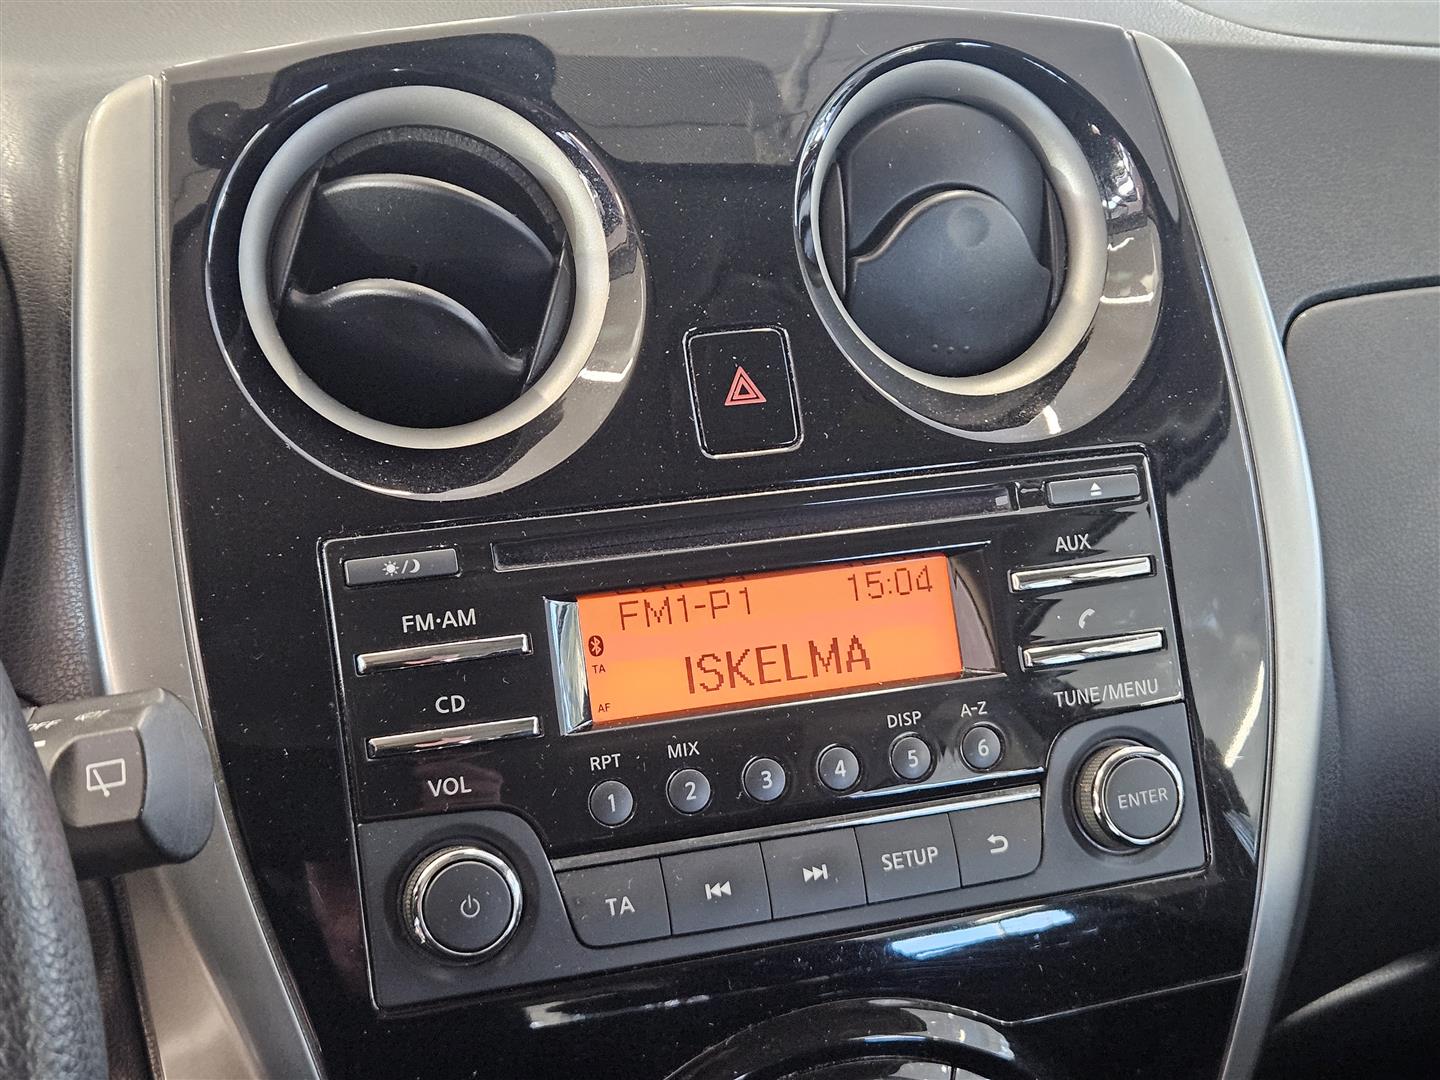 FM1-P1 15:04
TA
ISKELMA
AF
FM·AM
CD
VOL
AUX
TUNE/MENU
ENTER
RPT MIX DISP A-Z
1 2 3 4 5 6
TA SETUP